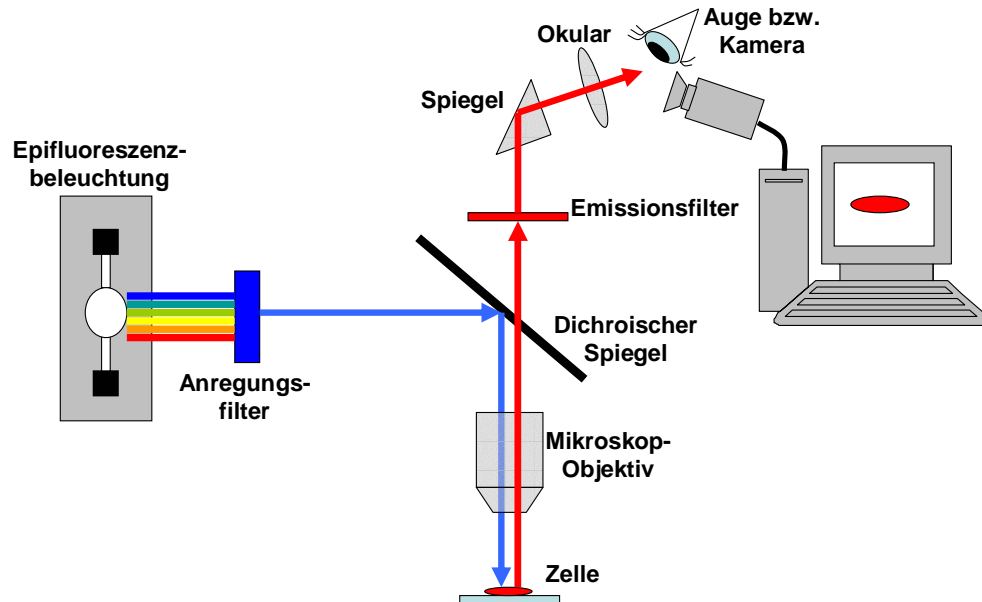 Auge bzw.
Kamera
Okular
Spiegel
Epifluoreszenz-
beleuchtung
Emissionsfilter
Dichroischer
Spiegel
Anregungs-
filter
Mikroskop-
Objektiv
Zelle